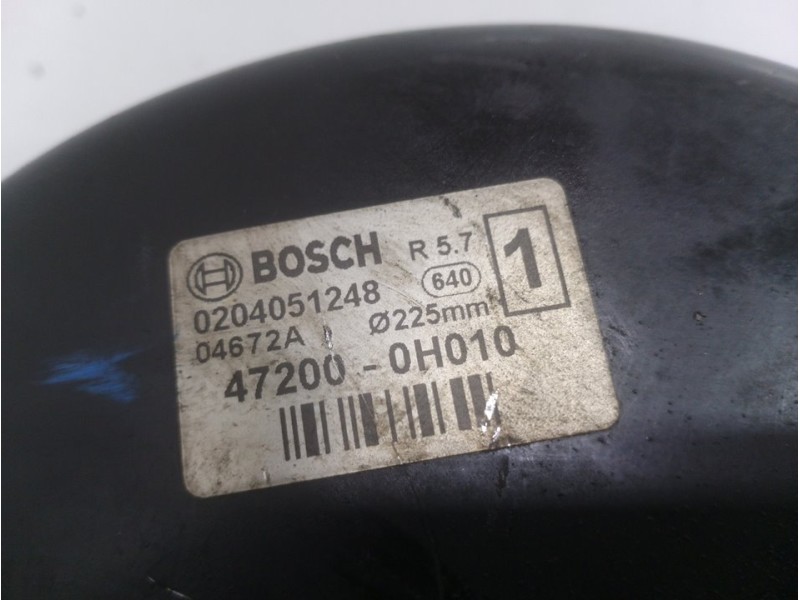 BOSCH R 5.7 1
0204051248 640
04672A Ø225mm
47200 - 0H010